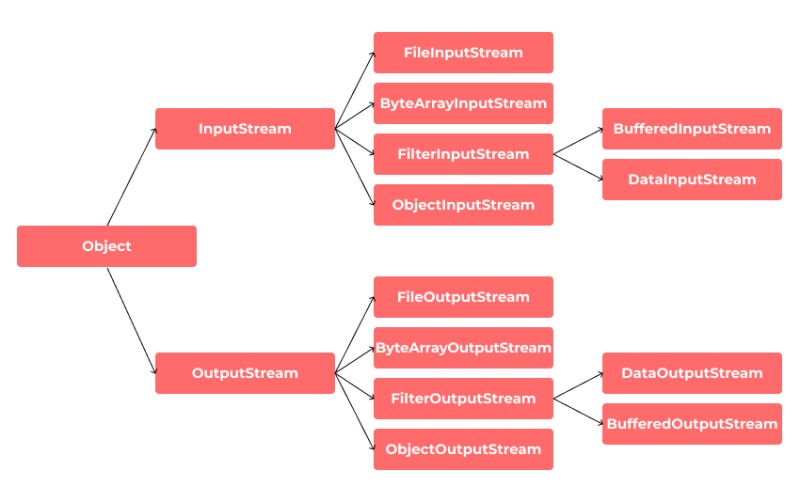 FileInputStream
ByteArrayInputStream
InputStream
BufferedInputStream
FilterInputStream
DataInputStream
ObjectInputStream
Object
FileOutputStream
ByteArrayOutputStream
OutputStream
DataOutputStream
FilterOutputStream
BufferedOutputStream
ObjectOutputStream